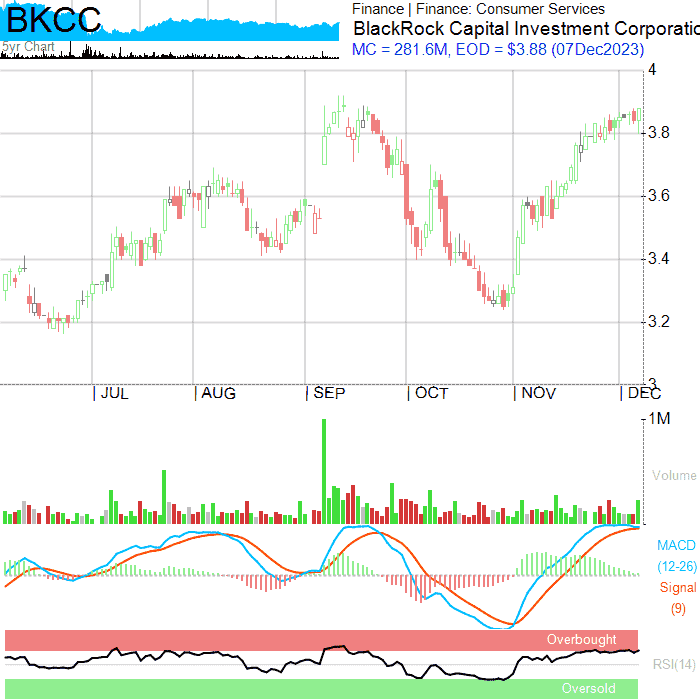 BKCC
5yr Chart
Finance | Finance: Consumer Services
BlackRock Capital Investment Corporatio
MC = 281.6M, EOD = $3.88 (07Dec2023)
4
3.8
3.6
3.4
3.2
3
JUL AUG SEP OCT NOV DEC
1M
Volume
MACD
(12-26)
Signal
(9)
Overbought
RSI(14)
Oversold